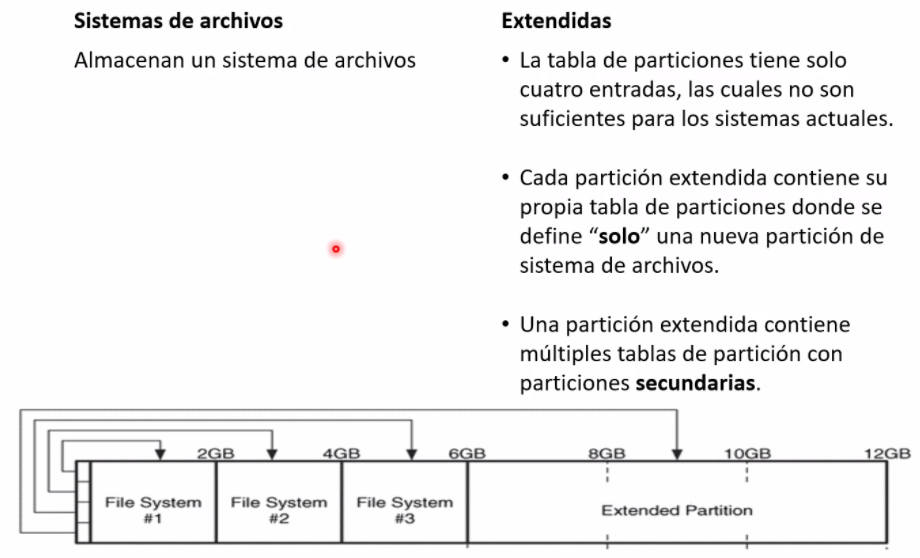 Sistemas de archivos
Almacenan un sistema de archivos
Extendidas
• La tabla de particiones tiene solo
cuatro entradas, las cuales no son
suficientes para los sistemas actuales.
• Cada partición extendida contiene su
propia tabla de particiones donde se
define “solo” una nueva partición de
sistema de archivos.
• Una partición extendida contiene
múltiples tablas de partición con
particiones secundarias.
2GB 4GB 6GB 8GB 10GB 12GB
File System
#1
File System
#2
File System
#3
Extended Partition